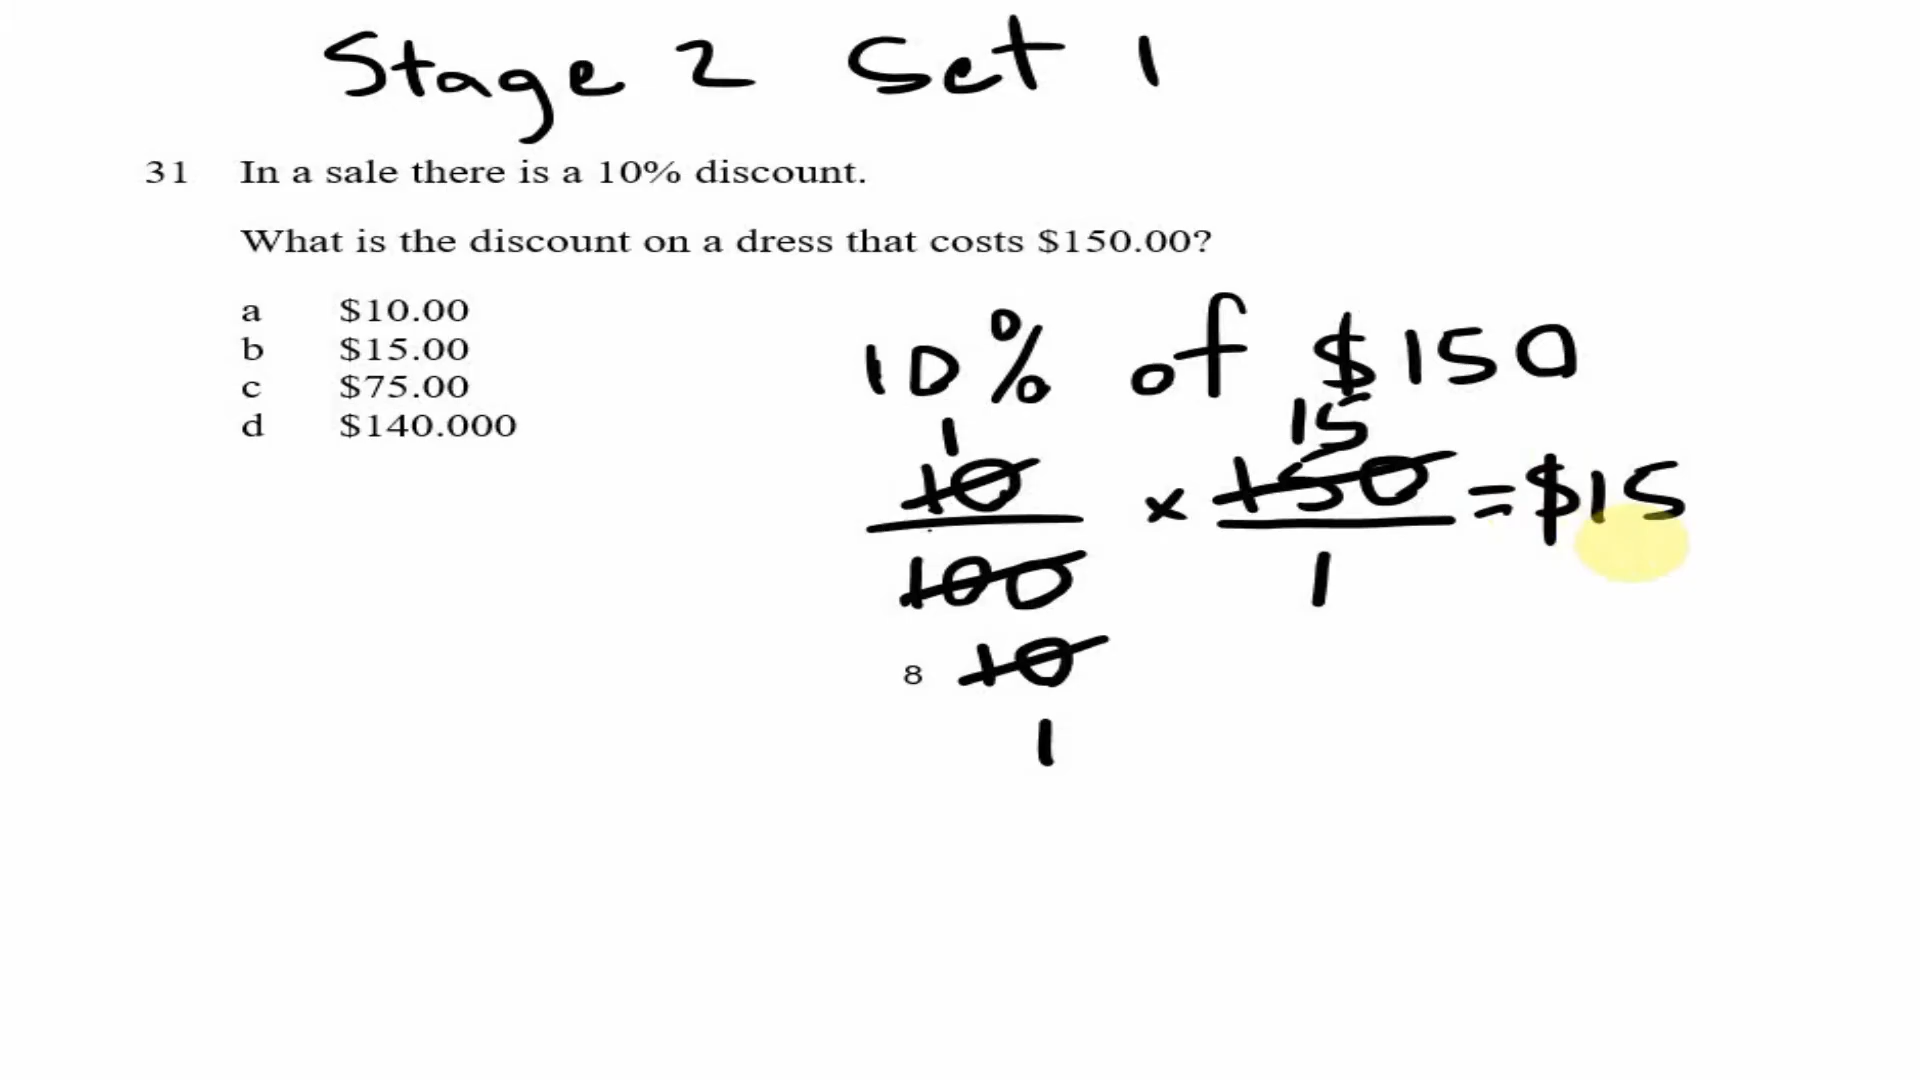 Stage 2 Set 1
31 In a sale there is a 10% discount.
What is the discount on a dress that costs $150.00?
a $10.00
b $15.00
c $75.00
d $140.000
10% of $150
1 15
10 × 150 = $15
100 1
8 10
1